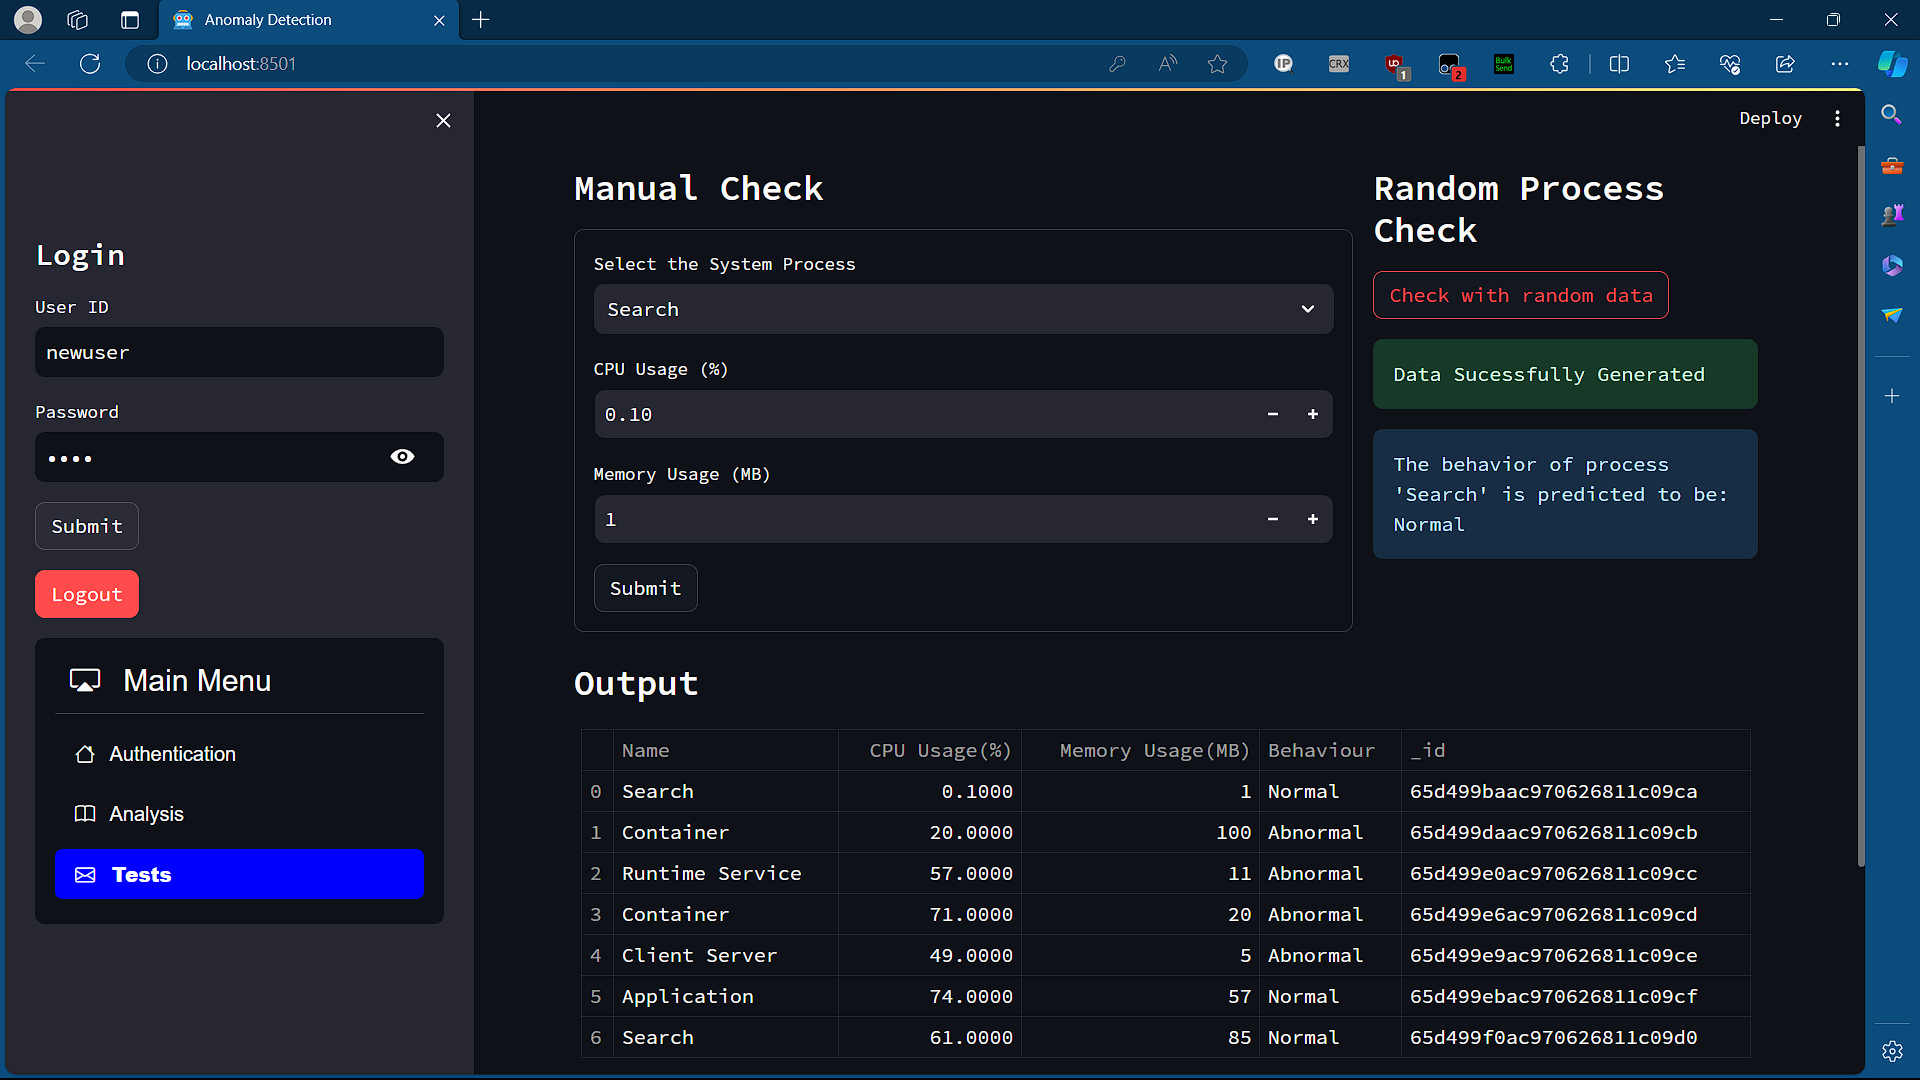 Anomaly Detection
localhost:8501
IP
CRX
UD
1
2
Bulk
Send
Deploy
Login
User ID
newuser
Password
Submit
Logout
Main Menu
Authentication
Analysis
Tests
Manual Check
Select the System Process
Search
CPU Usage (%)
0.10
Memory Usage (MB)
1
Submit
Random Process
Check
Check with random data
Data Sucessfully Generated
The behavior of process
'Search' is predicted to be:
Normal
Output
Name CPU Usage(%) Memory Usage(MB) Behaviour _id
0 Search 0.1000 1 Normal 65d499baac970626811c09ca
1 Container 20.0000 100 Abnormal 65d499daac970626811c09cb
2 Runtime Service 57.0000 11 Abnormal 65d499e0ac970626811c09cc
3 Container 71.0000 20 Abnormal 65d499e6ac970626811c09cd
4 Client Server 49.0000 5 Abnormal 65d499e9ac970626811c09ce
5 Application 74.0000 57 Normal 65d499ebac970626811c09cf
6 Search 61.0000 85 Normal 65d499f0ac970626811c09d0